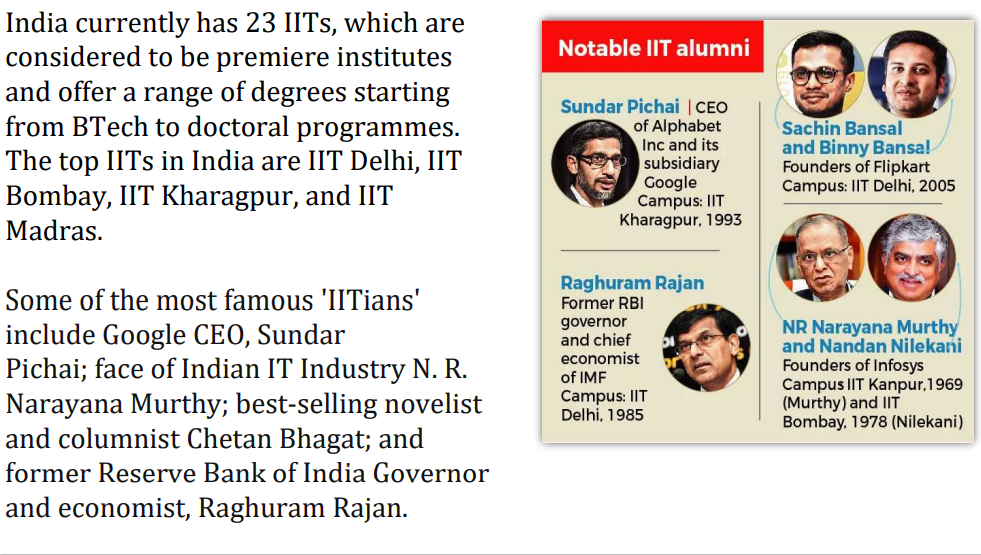 India currently has 23 IITs, which are
considered to be premiere institutes
and offer a range of degrees starting
from BTech to doctoral programmes.
The top IITs in India are IIT Delhi, IIT
Bombay, IIT Kharagpur, and IIT
Madras.
Some of the most famous 'IITians'
include Google CEO, Sundar
Pichai; face of Indian IT Industry N. R.
Narayana Murthy; best-selling novelist
and columnist Chetan Bhagat; and
former Reserve Bank of India Governor
and economist, Raghuram Rajan.
Notable IIT alumni
Sundar Pichai | CEO
of Alphabet
Inc and its
subsidiary
Google
Campus: IIT
Kharagpur, 1993
Raghuram Rajan
Former RBI
governor
and chief
economist
of IMF
Campus: IIT
Delhi, 1985
Sachin Bansal
and Binny Bansal
Founders of Flipkart
Campus: IIT Delhi, 2005
NR Narayana Murthy
and Nandan Nilekani
Founders of Infosys
Campus IIT Kanpur,1969
(Murthy) and IIT
Bombay, 1978 (Nilekani)